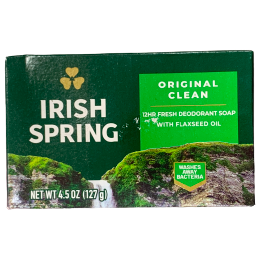 IRISH
SPRING
ORIGINAL
CLEAN
12HR FRESH DEODORANT SOAP
WITH FLAXSEED OIL
WASHES
AWAY
BACTERIA
NET WT 4.5 OZ (127 g)